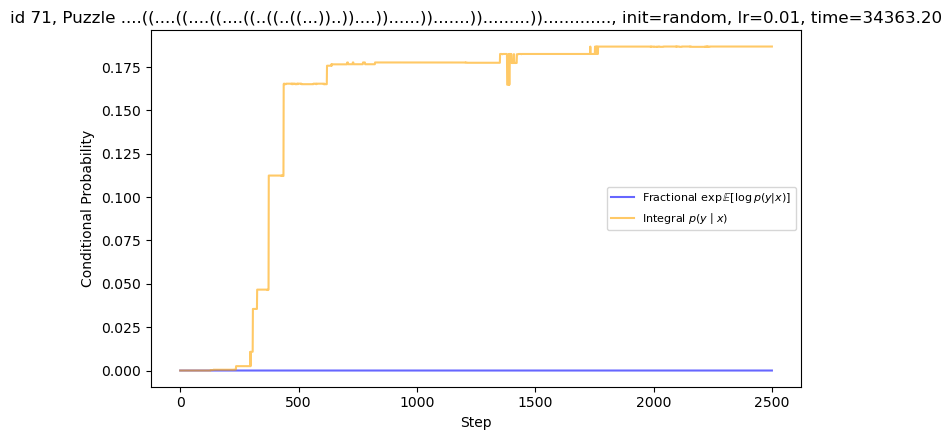 id 71, Puzzle ....((....((....((....((..((..((...))..))....))......)).......)).........))............., init=random, lr=0.01, time=34363.20
Conditional Probability
0.175
0.150
0.125
0.100
0.075
0.050
0.025
0.000
Fractional exp𝔼[log p(y|x)]
Integral p(y | x)
0 500 1000 1500 2000 2500
Step